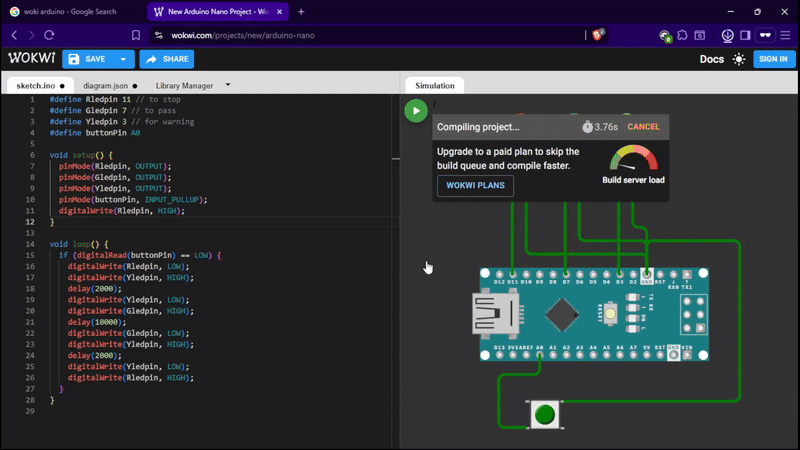 woki arduino - Google Search
New Arduino Nano Project - Wo
wokwi.com/projects/new/arduino-nano
WOKWI
SAVE
SHARE
Docs
SIGN IN
sketch.ino
diagram.json
Library Manager
Simulation
1 #define Rledpin 11 // to stop
2 #define Gledpin 7 // to pass
3 #define Yledpin 3 // for warning
4 #define buttonPin A0
5
6 void setup() {
7 pinMode(Rledpin, OUTPUT);
8 pinMode(Gledpin, OUTPUT);
9 pinMode(Yledpin, OUTPUT);
10 pinMode(buttonPin, INPUT_PULLUP);
11 digitalWrite(Rledpin, HIGH);
12 }
13
14 void loop() {
15 if (digitalRead(buttonPin) == LOW) {
16 digitalWrite(Rledpin, LOW);
17 digitalWrite(Yledpin, HIGH);
18 delay(2000);
19 digitalWrite(Yledpin, LOW);
20 digitalWrite(Gledpin, HIGH);
21 delay(10000);
22 digitalWrite(Gledpin, LOW);
23 digitalWrite(Yledpin, HIGH);
24 delay(2000);
25 digitalWrite(Yledpin, LOW);
26 digitalWrite(Rledpin, HIGH);
27 }
28 }
29
Compiling project...
3.76s
CANCEL
Upgrade to a paid plan to skip the
build queue and compile faster.
WOKWI PLANS
Build server load
D12 D11 D10 D9 D8 D7 D6 D5 D4 D3 D2 GND RST RX0 TX1
RESET
TX RX ON L
D13 3V3 AREF A0 A1 A2 A3 A4 A5 A6 A7 5V RST GND VIN